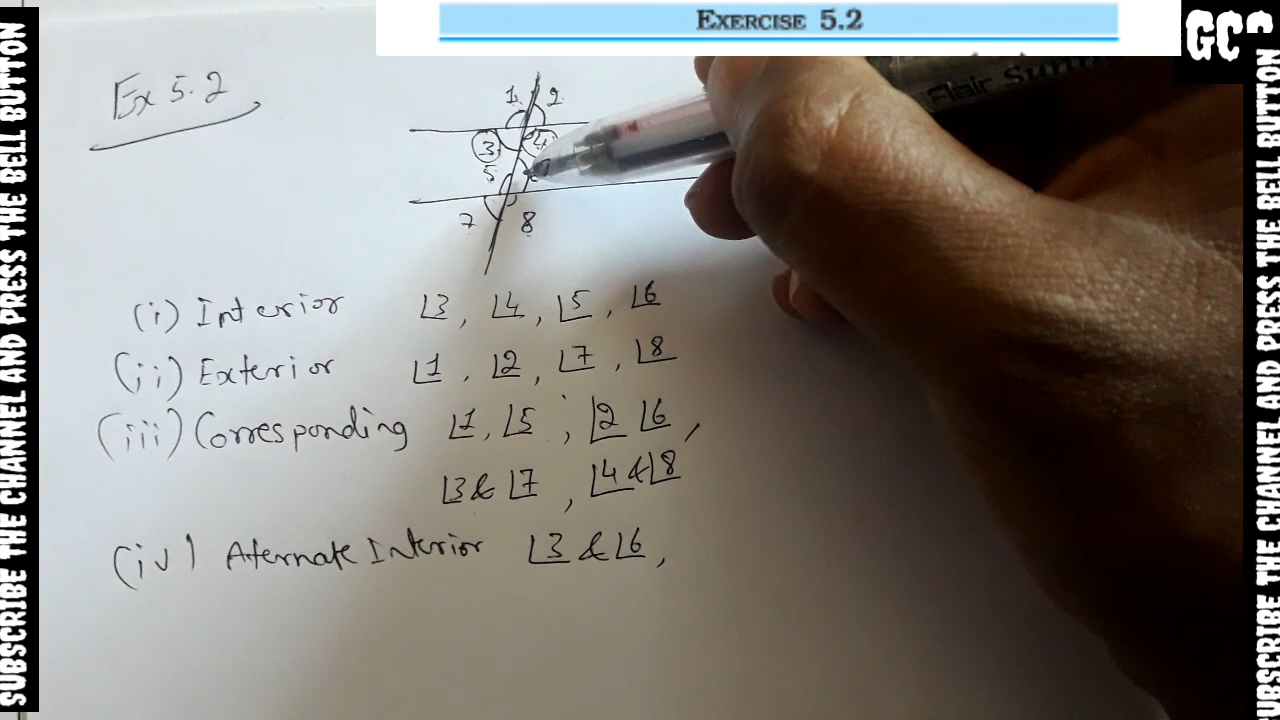 EXERCISE 5.2
GC
Ex 5.2
1 2
3 4
5
7 8
(i) Interior ∠3, ∠4, ∠5, ∠6
(ii) Exterior ∠1, ∠2, ∠7, ∠8
(iii) Corresponding ∠1, ∠5; ∠2 ∠6,
∠3 & ∠7, ∠4 & ∠8
(iv) Aternate Interior ∠3 & ∠6,
Flair
SUBSCRIBE THE CHANNEL AND PRESS THE BELL BUTTON
SUBSCRIBE THE CHANNEL AND PRESS THE BELL BUTTON